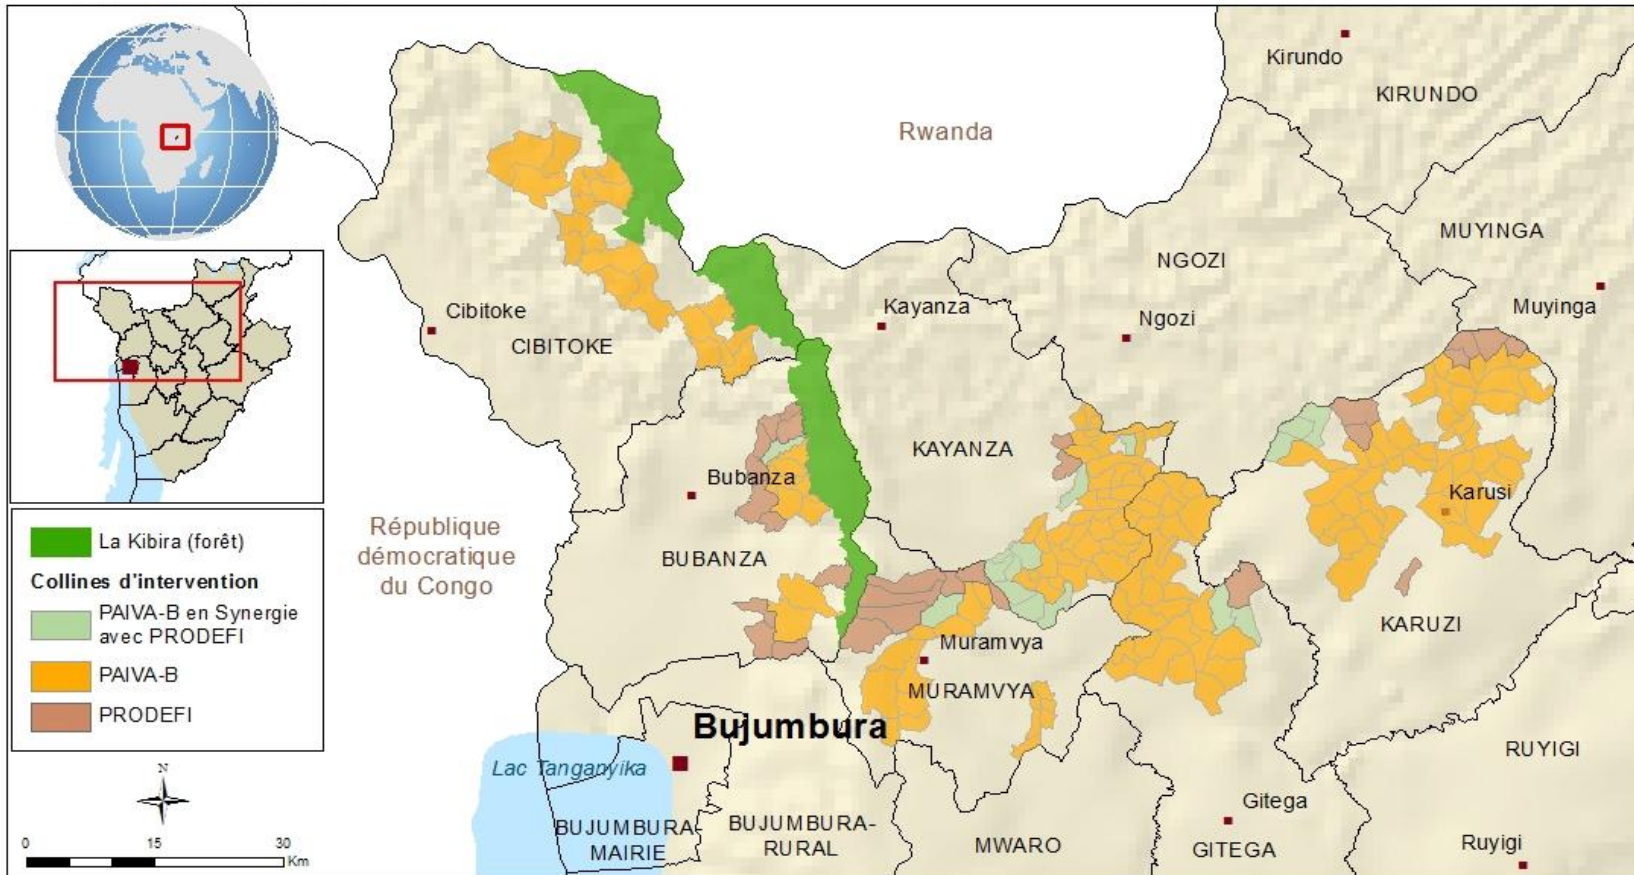 Kirundo
KIRUNDO
Rwanda
MUYINGA
NGOZI
Muyinga
Cibitoke
Kayanza
Ngozi
CIBITOKE
KAYANZA
Bubanza
Karusi
République
démocratique
du Congo
BUBANZA
KARUZI
Muramvya
MURAMVYA
Bujumbura
RUYIGI
Lac Tanganyika
Gitega
BUJUMBURA-
MAIRIE
BUJUMBURA-
RURAL
MWARO
GITEGA
Ruyigi
La Kibira (forêt)
Collines d'intervention
PAIVA-B en Synergie
avec PRODEFI
PAIVA-B
PRODEFI
N
0 15 30
Km